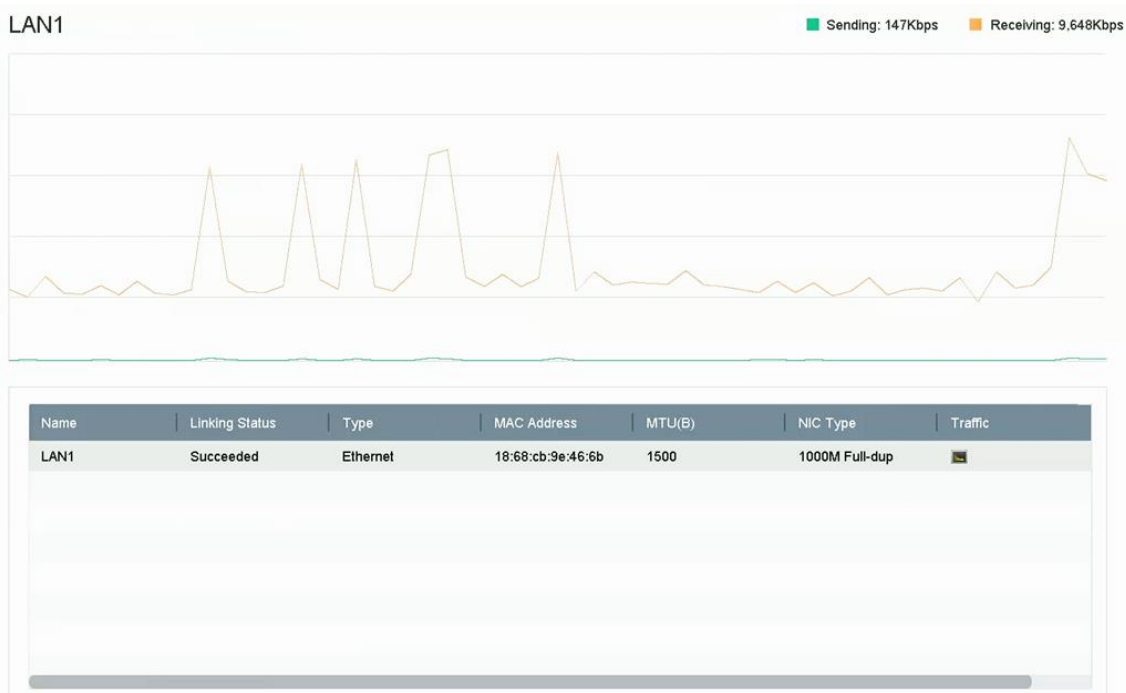 LAN1
Sending: 147Kbps Receiving: 9,648Kbps
Name Linking Status Type MAC Address MTU(B) NIC Type Traffic
LAN1 Succeeded Ethernet 18:68:cb:9e:46:6b 1500 1000M Full-dup